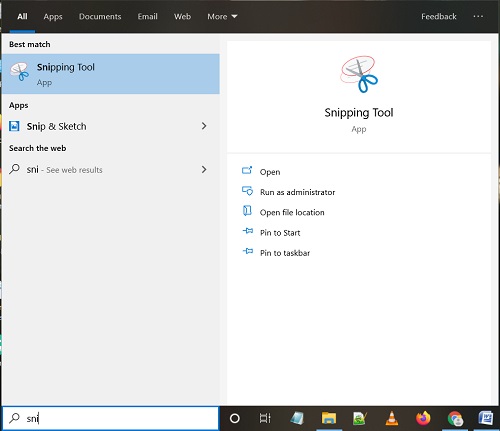 All Apps Documents Email Web More Feedback ...
Best match
Snipping Tool
App
Apps
Snip & Sketch
Search the web
sni - See web results
Snipping Tool
App
Open
Run as administrator
Open file location
Pin to Start
Pin to taskbar
sni